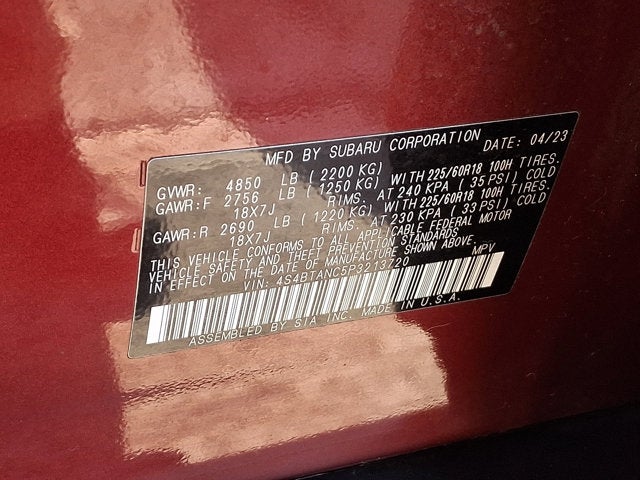 MFD BY SUBARU CORPORATION DATE: 04/23
GVWR: 4850 LB ( 2200 KG)
GAWR:F 2756 LB ( 1250 KG) WITH 225/60R18 100H TIRES.
18X7J RIMS. AT 240 KPA ( 35 PSI) COLD
GAWR:R 2690 LB ( 1220 KG) WITH 225/60R18 100H TIRES.
18X7J RIMS. AT 230 KPA ( 33 PSI) COLD
THIS VEHICLE CONFORMS TO ALL APPLICABLE FEDERAL MOTOR
VEHICLE SAFETY AND THEFT PREVENTION STANDARDS
IN EFFECT ON THE DATE OF MANUFACTURE SHOWN ABOVE.
VIN: 4S4BTANC5P3213720 MPV
ASSEMBLED BY SIA INC. MADE IN U.S.A.